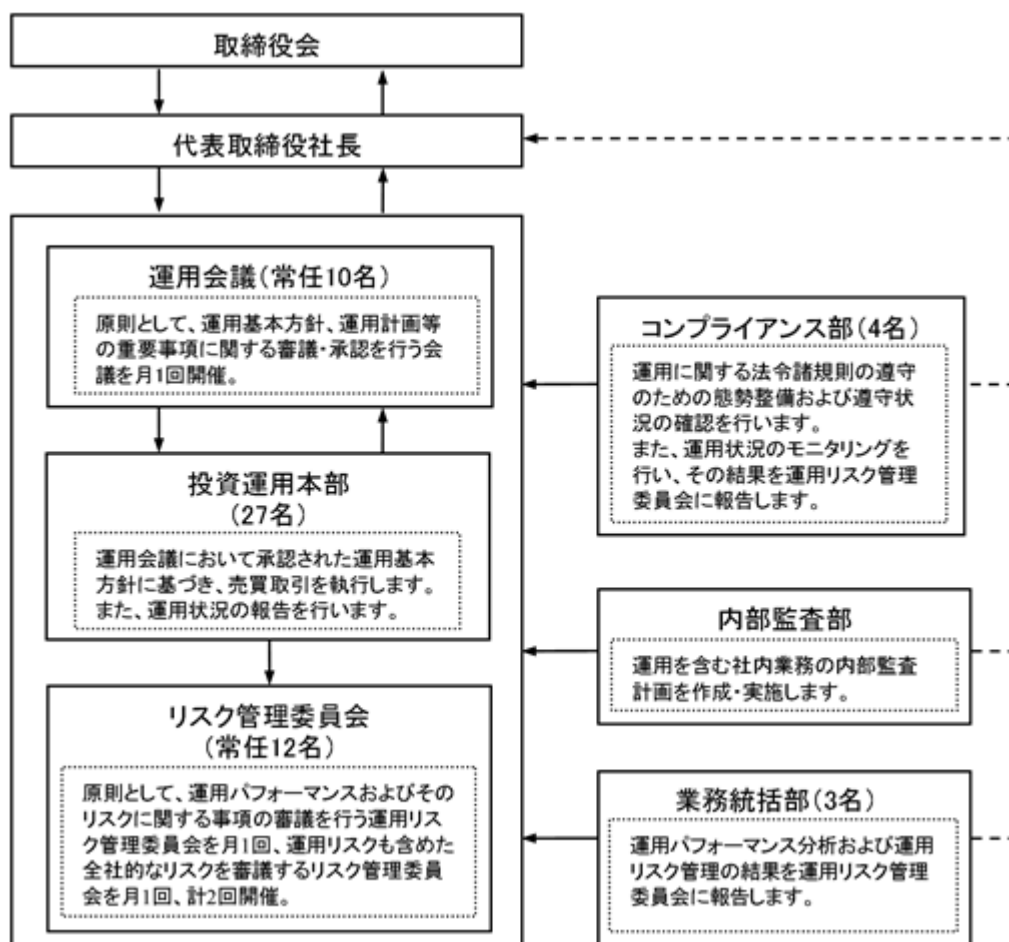 取締役会
代表取締役社長
運用会議(常任10名)
原則として、運用基本方針、運用計画等
の重要事項に関する審議・承認を行う会
議を月1回開催。
投資運用本部
(27名)
運用会議において承認された運用基本
方針に基づき、売買取引を執行します。
また、運用状況の報告を行います。
リスク管理委員会
(常任12名)
原則として、運用パフォーマンスおよびその
リスクに関する事項の審議を行う運用リス
ク管理委員会を月1回、運用リスクも含めた
全社的なリスクを審議するリスク管理委員
会を月1回、計2回開催。
コンプライアンス部(4名)
運用に関する法令諸規則の遵守
のための態勢整備および遵守状
況の確認を行います。
また、運用状況のモニタリングを
行い、その結果を運用リスク管理
委員会に報告します。
内部監査部
運用を含む社内業務の内部監査
計画を作成・実施します。
業務統括部(3名)
運用パフォーマンス分析および運用
リスク管理の結果を運用リスク管理
委員会に報告します。